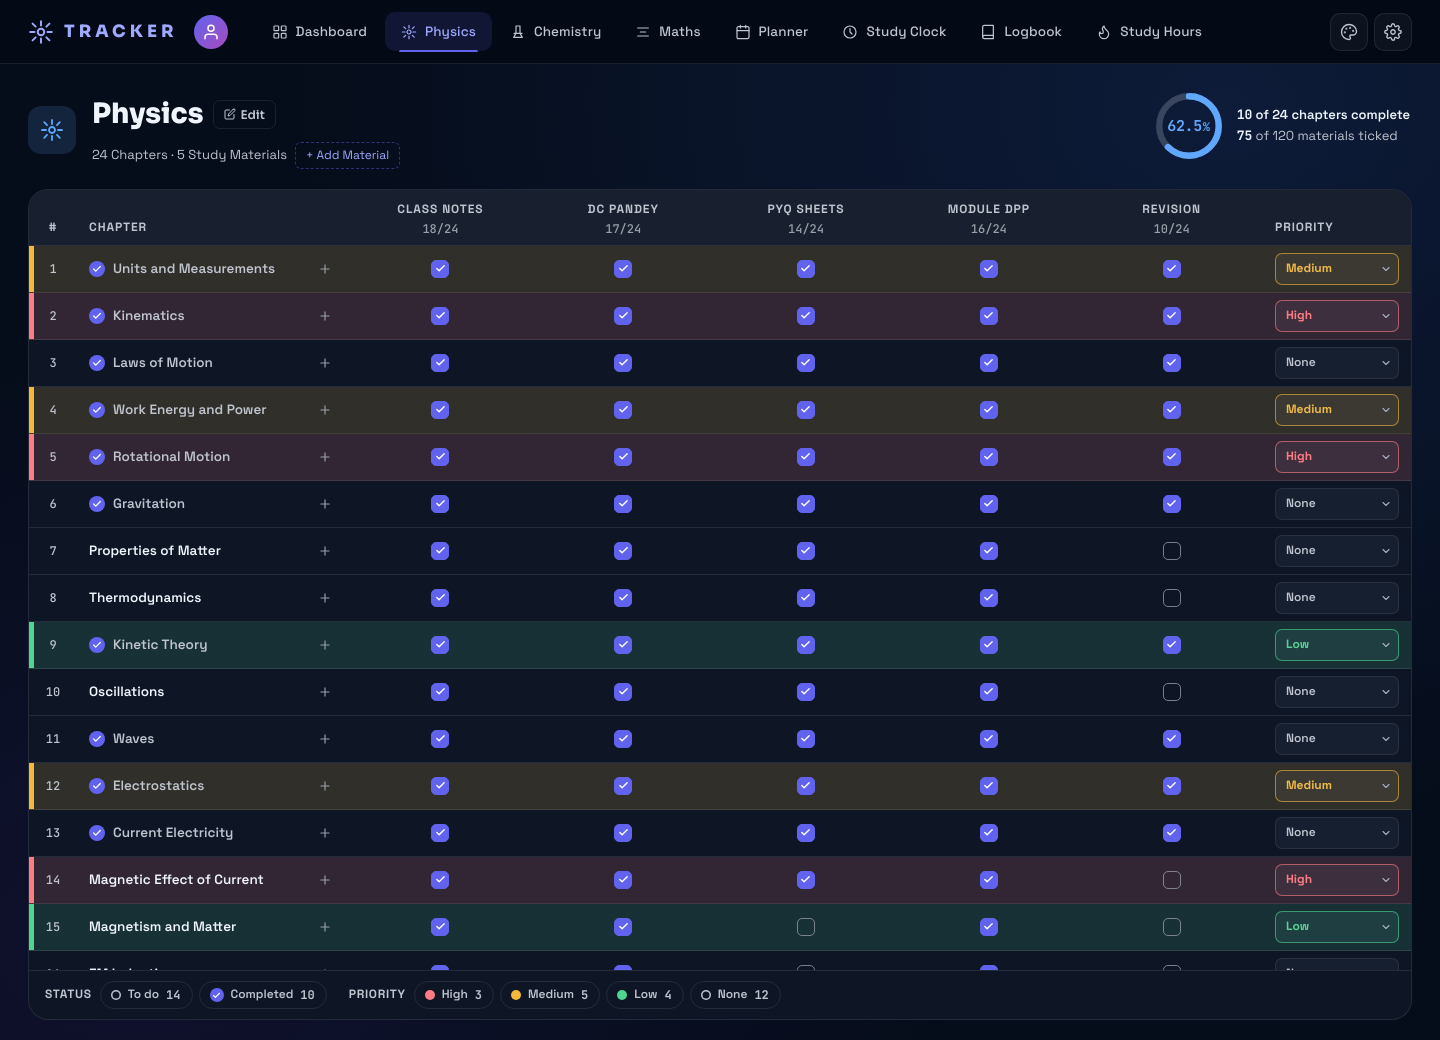 TRACKER Dashboard Physics Chemistry Maths Planner Study Clock Logbook Study Hours
Physics Edit
24 Chapters · 5 Study Materials + Add Material
62.5%
10 of 24 chapters complete
75 of 120 materials ticked
# CHAPTER CLASS NOTES DC PANDEY PYQ SHEETS MODULE DPP REVISION PRIORITY
18/24 17/24 14/24 16/24 10/24
1 Units and Measurements + Medium
2 Kinematics + High
3 Laws of Motion + None
4 Work Energy and Power + Medium
5 Rotational Motion + High
6 Gravitation + None
7 Properties of Matter + None
8 Thermodynamics + None
9 Kinetic Theory + Low
10 Oscillations + None
11 Waves + None
12 Electrostatics + Medium
13 Current Electricity + None
14 Magnetic Effect of Current + High
15 Magnetism and Matter + Low
STATUS To do 14 Completed 10 PRIORITY High 3 Medium 5 Low 4 None 12